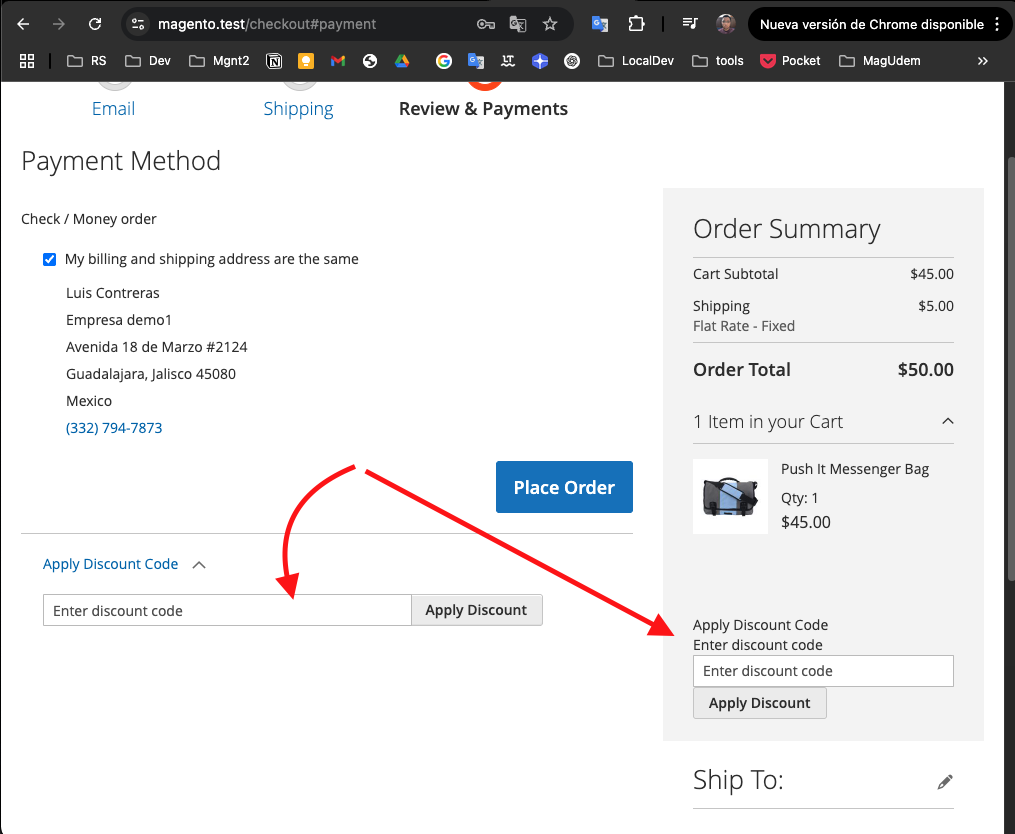 magento.test/checkout#payment
Nueva versión de Chrome disponible
RS
Dev
Mgnt2
LocalDev
tools
Pocket
MagUdem
Email
Shipping
Review & Payments
Payment Method
Check / Money order
My billing and shipping address are the same
Luis Contreras
Empresa demo1
Avenida 18 de Marzo #2124
Guadalajara, Jalisco 45080
Mexico
(332) 794-7873
Place Order
Apply Discount Code
Enter discount code
Apply Discount
Order Summary
Cart Subtotal $45.00
Shipping $5.00
Flat Rate - Fixed
Order Total $50.00
1 Item in your Cart
Push It Messenger Bag
Qty: 1
$45.00
Apply Discount Code
Enter discount code
Enter discount code
Apply Discount
Ship To: